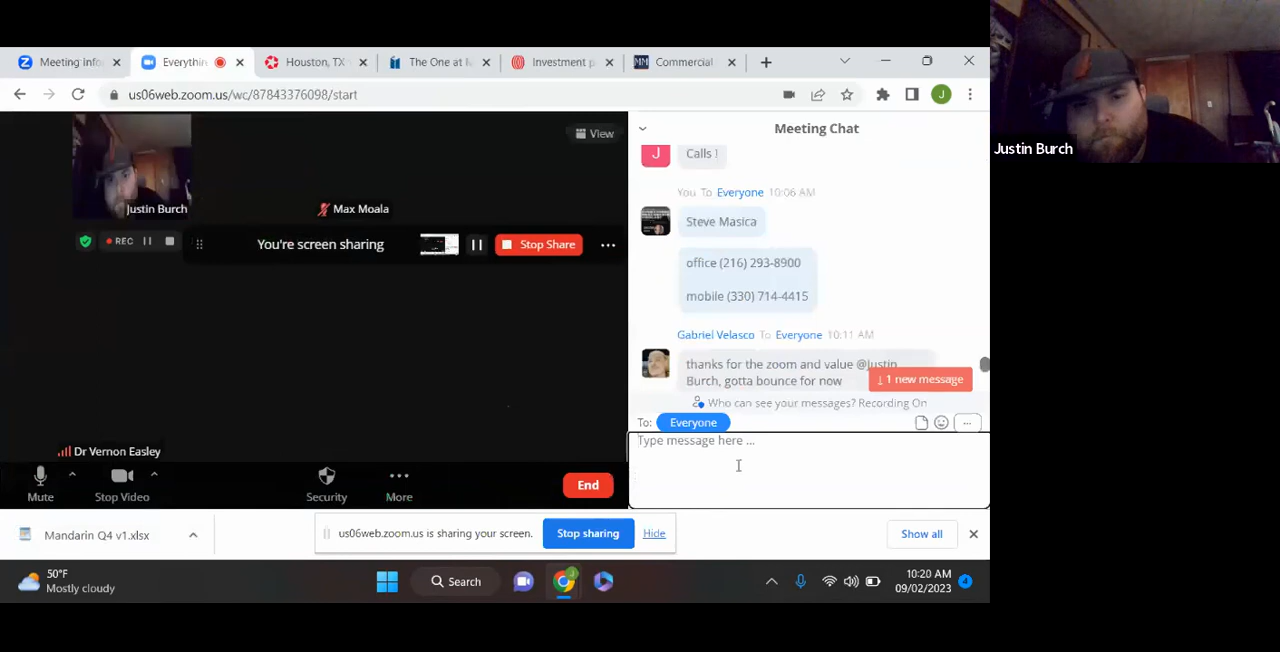 Meeting info
Everythin
Houston, TX
The One at
Investment p
Commercial
us06web.zoom.us/wc/87843376098/start
J
View
Justin Burch
Max Moala
REC
You're screen sharing
Stop Share
Dr Vernon Easley
Mute
Stop Video
Security
More
End
Meeting Chat
J
Calls !
You To Everyone 10:06 AM
Steve Masica
office (216) 293-8900
mobile (330) 714-4415
Gabriel Velasco To Everyone 10:11 AM
thanks for the zoom and value @Justin
Burch, gotta bounce for now
↓ 1 new message
Who can see your messages? Recording On
To: Everyone
Type message here ...
Mandarin Q4 v1.xlsx
us06web.zoom.us is sharing your screen.
Stop sharing
Hide
Show all
50°F
Mostly cloudy
Search
J
10:20 AM
09/02/2023
4
Justin Burch